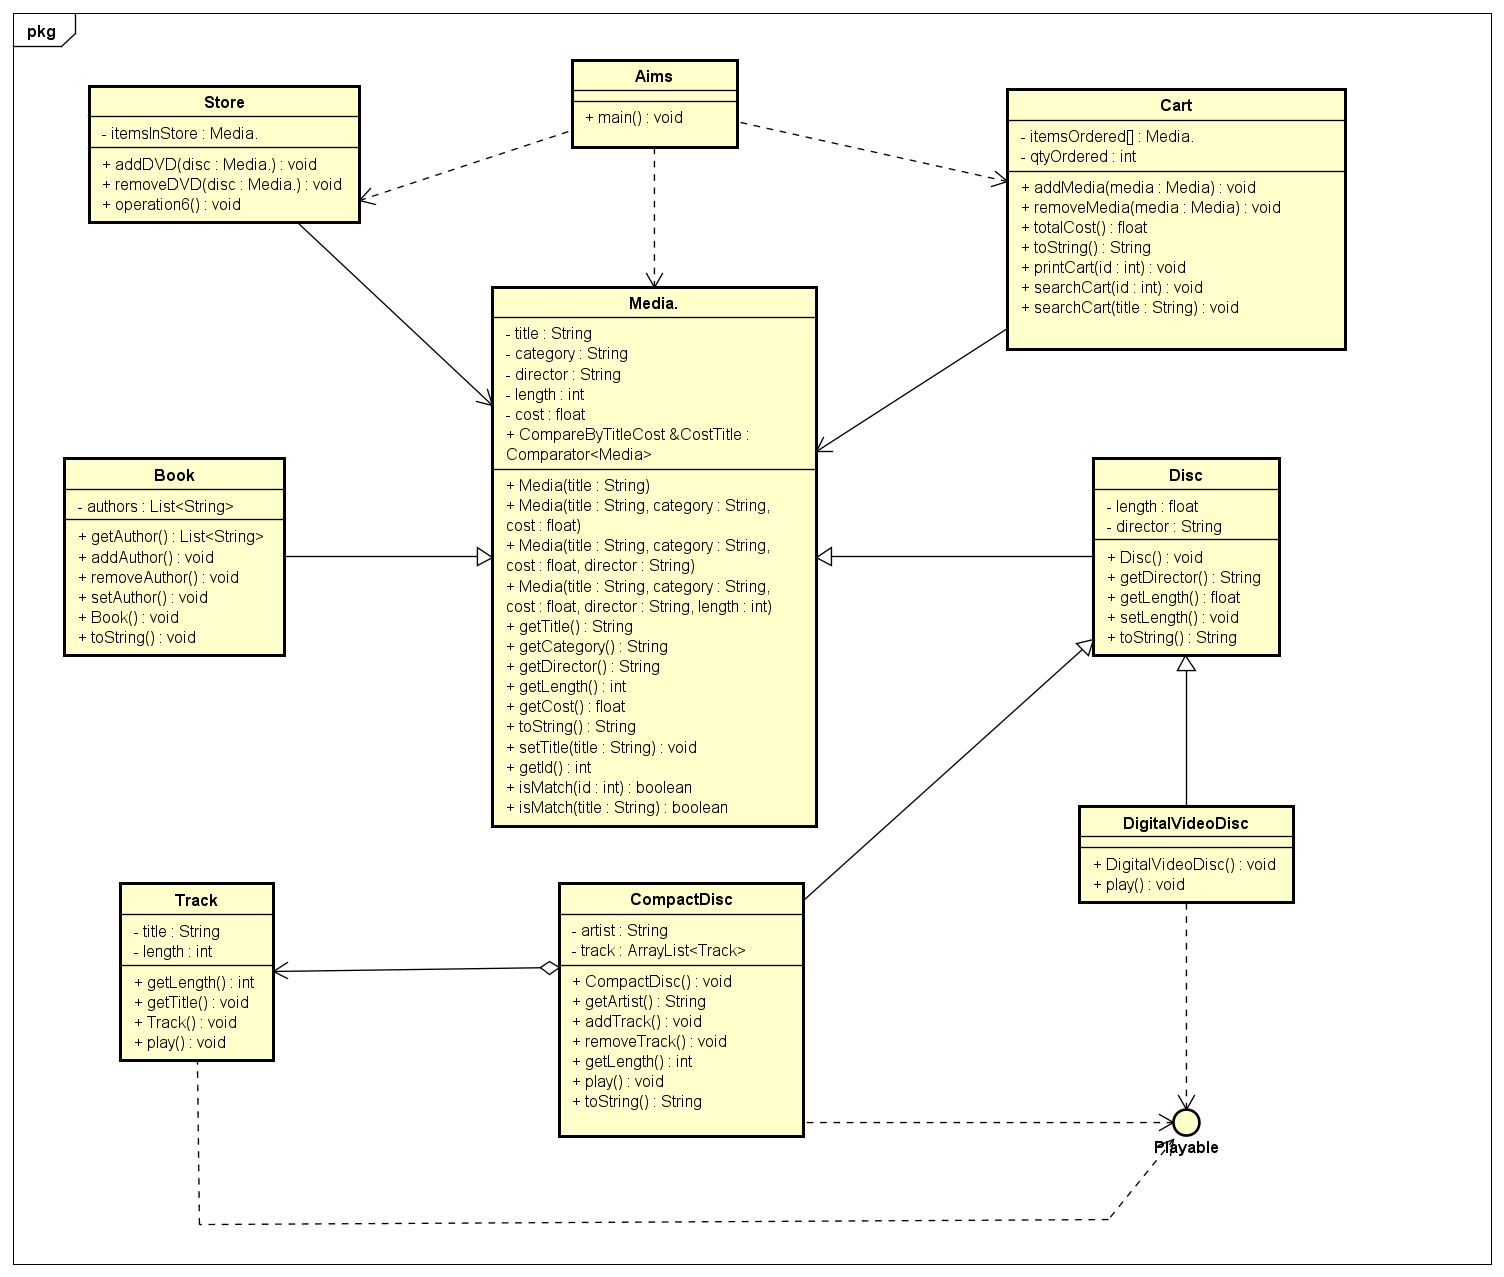 pkg
Aims
+ main() : void
Store
- itemsInStore : Media.
+ addDVD(disc : Media.) : void
+ removeDVD(disc : Media.) : void
+ operation6() : void
Cart
- itemsOrdered[] : Media.
- qtyOrdered : int
+ addMedia(media : Media) : void
+ removeMedia(media : Media) : void
+ totalCost() : float
+ toString() : String
+ printCart(id : int) : void
+ searchCart(id : int) : void
+ searchCart(title : String) : void
Media.
- title : String
- category : String
- director : String
- length : int
- cost : float
+ CompareByTitleCost &CostTitle :
Comparator<Media>
+ Media(title : String)
+ Media(title : String, category : String,
cost : float)
+ Media(title : String, category : String,
cost : float, director : String)
+ Media(title : String, category : String,
cost : float, director : String, length : int)
+ getTitle() : String
+ getCategory() : String
+ getDirector() : String
+ getLength() : int
+ getCost() : float
+ toString() : String
+ setTitle(title : String) : void
+ getId() : int
+ isMatch(id : int) : boolean
+ isMatch(title : String) : boolean
Book
- authors : List<String>
+ getAuthor() : List<String>
+ addAuthor() : void
+ removeAuthor() : void
+ setAuthor() : void
+ Book() : void
+ toString() : void
Disc
- length : float
- director : String
+ Disc() : void
+ getDirector() : String
+ getLength() : float
+ setLength() : void
+ toString() : String
DigitalVideoDisc
+ DigitalVideoDisc() : void
+ play() : void
Track
- title : String
- length : int
+ getLength() : int
+ getTitle() : void
+ Track() : void
+ play() : void
CompactDisc
- artist : String
- track : ArrayList<Track>
+ CompactDisc() : void
+ getArtist() : String
+ addTrack() : void
+ removeTrack() : void
+ getLength() : int
+ play() : void
+ toString() : String
Playable